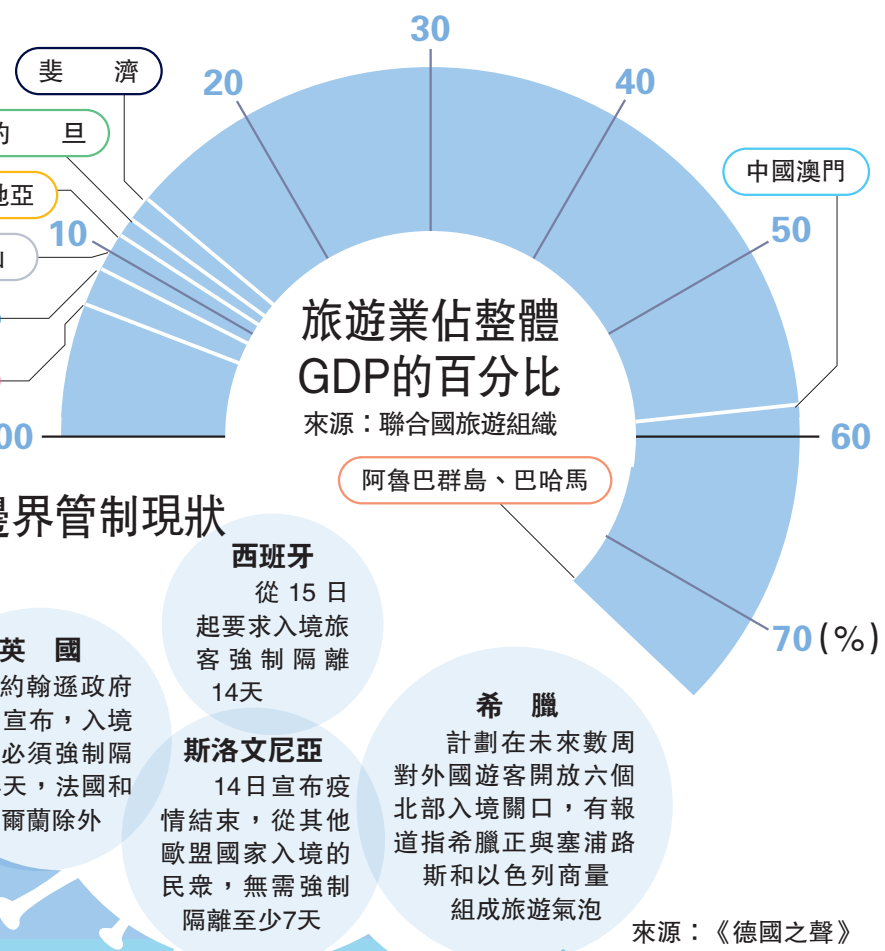 30
斐 濟
20
40
旦
中國澳門
10
50
旅遊業佔整體
GDP的百分比
來源：聯合國旅遊組織
60
阿魯巴群島、巴哈馬
邊界管制現狀
70(%)
西班牙
從 15 日
起要求入境旅
客強制隔離
14天
英 國
約翰遜政府
宣布，入境
必須強制隔
天，法國和
爾蘭除外
斯洛文尼亞
14日宣布疫
情結束，從其他
歐盟國家入境的
民衆，無需強制
隔離至少7天
希 臘
計劃在未來數周
對外國遊客開放六個
北部入境關口，有報
道指希臘正與塞浦路
斯和以色列商量
組成旅遊氣泡
來源：《德國之聲》